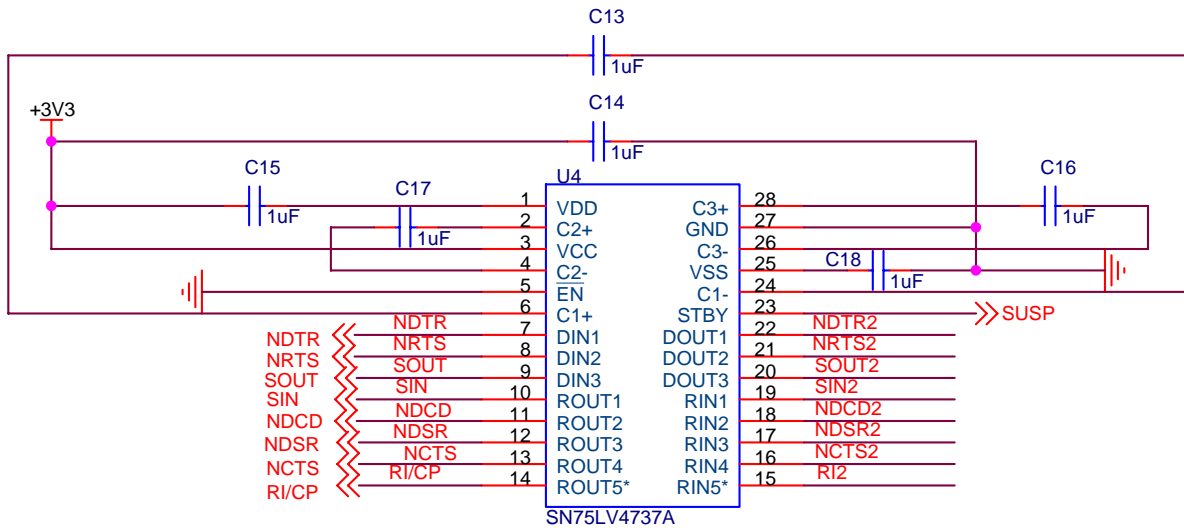 C13
1uF
+3V3
C14
1uF
C15
1uF
C17
1uF
C16
1uF
C18
1uF
U4
1 VDD C3+ 28
2 C2+ GND 27
3 VCC C3- 26
4 C2- VSS 25
5 EN C1- 24
6 C1+ STBY 23 SUSP
NDTR NDTR 7 DIN1 DOUT1 22 NDTR2
NRTS NRTS 8 DIN2 DOUT2 21 NRTS2
SOUT SOUT 9 DIN3 DOUT3 20 SOUT2
SIN SIN 10 ROUT1 RIN1 19 SIN2
NDCD NDCD 11 ROUT2 RIN2 18 NDCD2
NDSR NDSR 12 ROUT3 RIN3 17 NDSR2
NCTS NCTS 13 ROUT4 RIN4 16 NCTS2
RI/CP RI/CP 14 ROUT5* RIN5* 15 RI2
SN75LV4737A